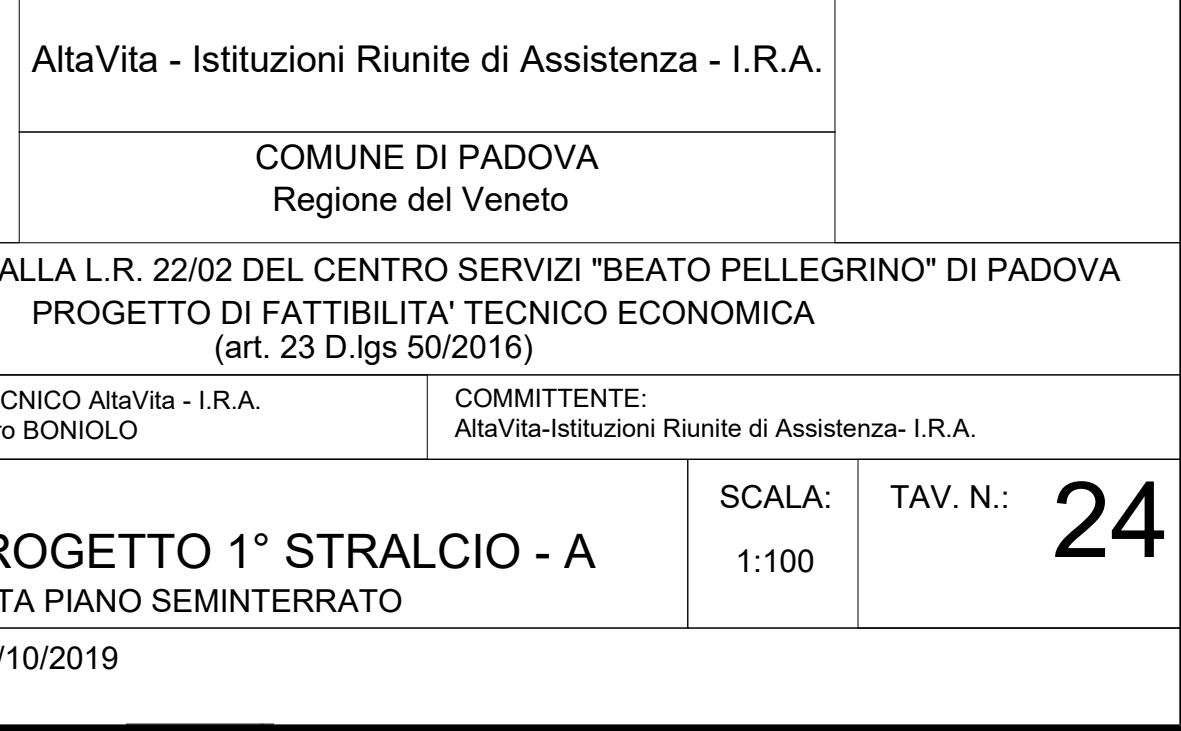 AltaVita - Istituzioni Riunite di Assistenza - I.R.A.
COMUNE DI PADOVA
Regione del Veneto
ALLA L.R. 22/02 DEL CENTRO SERVIZI "BEATO PELLEGRINO" DI PADOVA
PROGETTO DI FATTIBILITA' TECNICO ECONOMICA
(art. 23 D.lgs 50/2016)
CNICO AltaVita - I.R.A.
ro BONIOLO
COMMITTENTE:
AltaVita-Istituzioni Riunite di Assistenza- I.R.A.
ROGETTO 1° STRALCIO - A
TA PIANO SEMINTERRATO
SCALA:
1:100
TAV. N.: 24
/10/2019